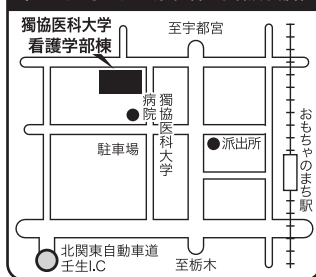 獨協医科大学
看護学部棟
至宇都宮
獨協医科大学
病院
駐車場
派出所
おもちゃのまち駅
北関東自動車道
壬生I.C
至栃木